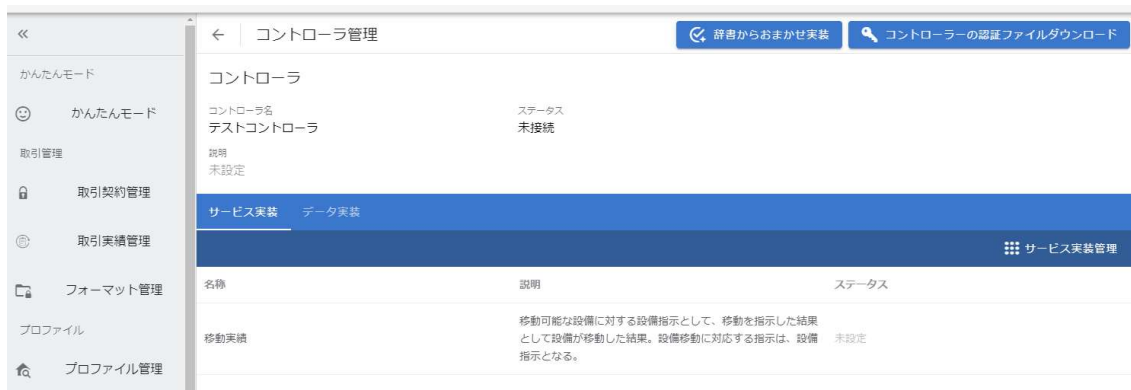 コントローラ管理
辞書からおまかせ実装
コントローラーの認証ファイルダウンロード
かんたんモード
かんたんモード
取引管理
取引契約管理
取引実績管理
フォーマット管理
プロファイル
プロファイル管理
コントローラ
コントローラ名
テストコントローラ
ステータス
未接続
説明
未設定
サービス実装 データ実装
サービス実装管理
名称 説明 ステータス
移動実績
移動可能な設備に対する設備指示として、移動を指示した結果
として設備が移動した結果。設備移動に対応する指示は、設備
指示となる。
未設定